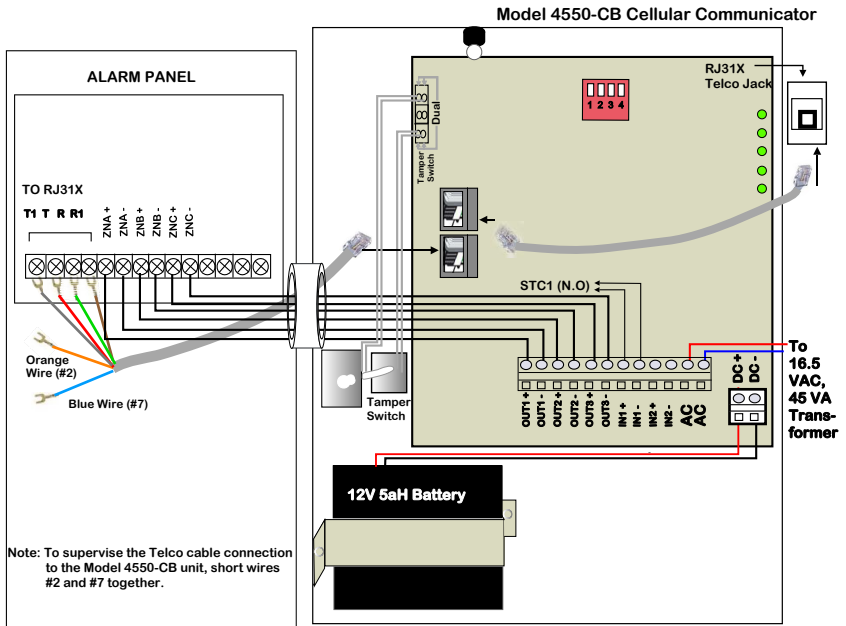 Model 4550-CB Cellular Communicator
ALARM PANEL
RJ31X
Telco Jack
1 2 3 4
Dual
Tamper
Switch
TO RJ31X
T1 T R R1
ZNA +
ZNA -
ZNB +
ZNB -
ZNC +
ZNC -
STC1 (N.O)
Orange
Wire (#2)
Blue Wire (#7)
Tamper
Switch
OUT1 +
OUT1 -
OUT2 +
OUT2 -
OUT3 +
OUT3 -
IN1 +
IN1 -
IN2 +
IN2 -
AC
AC
DC +
DC -
To
16.5
VAC,
45 VA
Trans-
former
12V 5aH Battery
Note: To supervise the Telco cable connection
to the Model 4550-CB unit, short wires
#2 and #7 together.